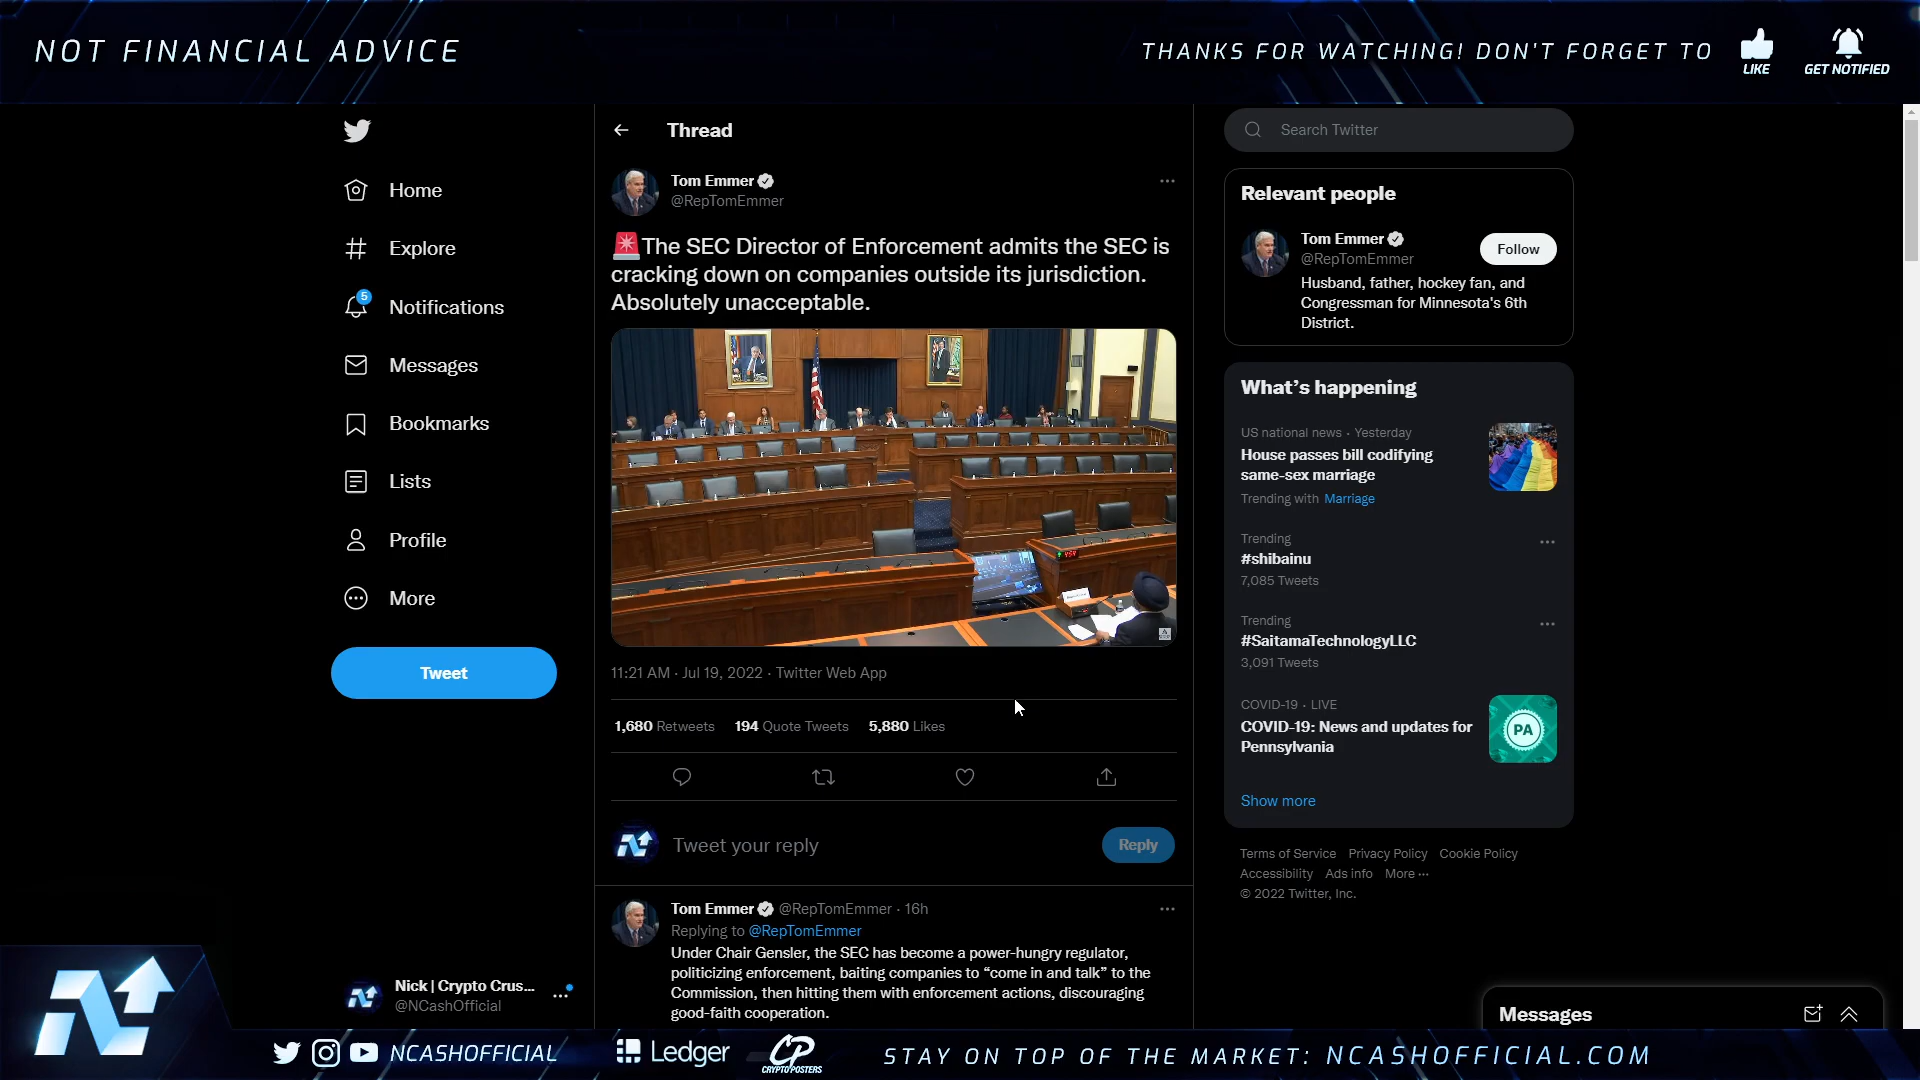 NOT FINANCIAL ADVICE
THANKS FOR WATCHING! DON'T FORGET TO
LIKE
GET NOTIFIED
Home
Explore
5
Notifications
Messages
Bookmarks
Lists
Profile
More
Tweet
Nick | Crypto Crus...
@NCashOfficial
Thread
Tom Emmer
@RepTomEmmer
The SEC Director of Enforcement admits the SEC is
cracking down on companies outside its jurisdiction.
Absolutely unacceptable.
11:21 AM · Jul 19, 2022 · Twitter Web App
1,680 Retweets 194 Quote Tweets 5,880 Likes
Tweet your reply
Reply
Tom Emmer @RepTomEmmer · 16h
Replying to @RepTomEmmer
Under Chair Gensler, the SEC has become a power-hungry regulator,
politicizing enforcement, baiting companies to “come in and talk” to the
Commission, then hitting them with enforcement actions, discouraging
good-faith cooperation.
Search Twitter
Relevant people
Tom Emmer
@RepTomEmmer
Follow
Husband, father, hockey fan, and
Congressman for Minnesota's 6th
District.
What’s happening
US national news · Yesterday
House passes bill codifying
same-sex marriage
Trending with Marriage
Trending
#shibainu
7,085 Tweets
Trending
#SaitamaTechnologyLLC
3,091 Tweets
COVID-19 · LIVE
COVID-19: News and updates for
Pennsylvania
PA
Show more
Terms of Service Privacy Policy Cookie Policy
Accessibility Ads info More ···
© 2022 Twitter, Inc.
Messages
NCASHOFFICIAL
Ledger
CP
CRYPTOPOSTERS
STAY ON TOP OF THE MARKET: NCASHOFFICIAL.COM